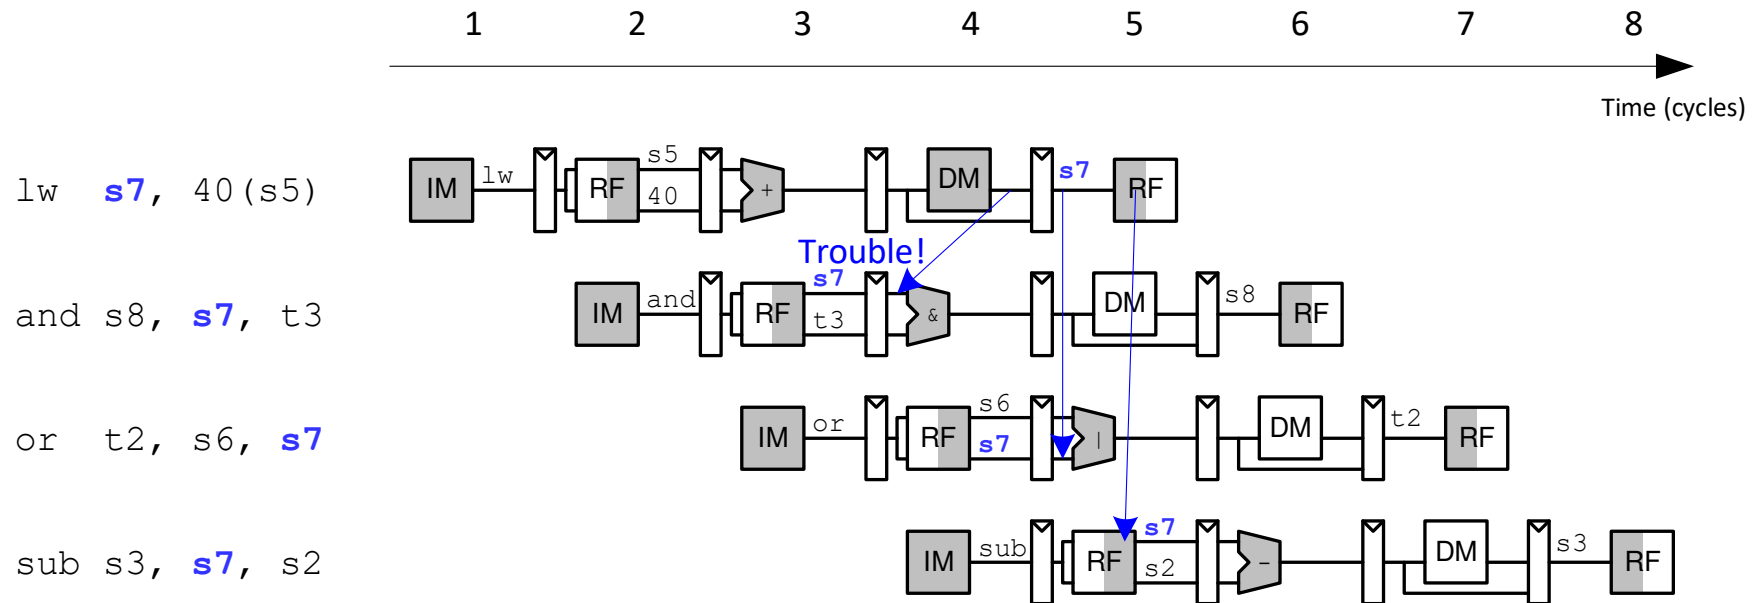 1 2 3 4 5 6 7 8
Time (cycles)
lw s7, 40(s5) IM lw RF s5 40 + DM s7 RF
Trouble!
and s8, s7, t3 IM and RF s7 t3 & DM s8 RF
or t2, s6, s7 IM or RF s6 s7 | DM t2 RF
sub s3, s7, s2 IM sub RF s7 s2 - DM s3 RF